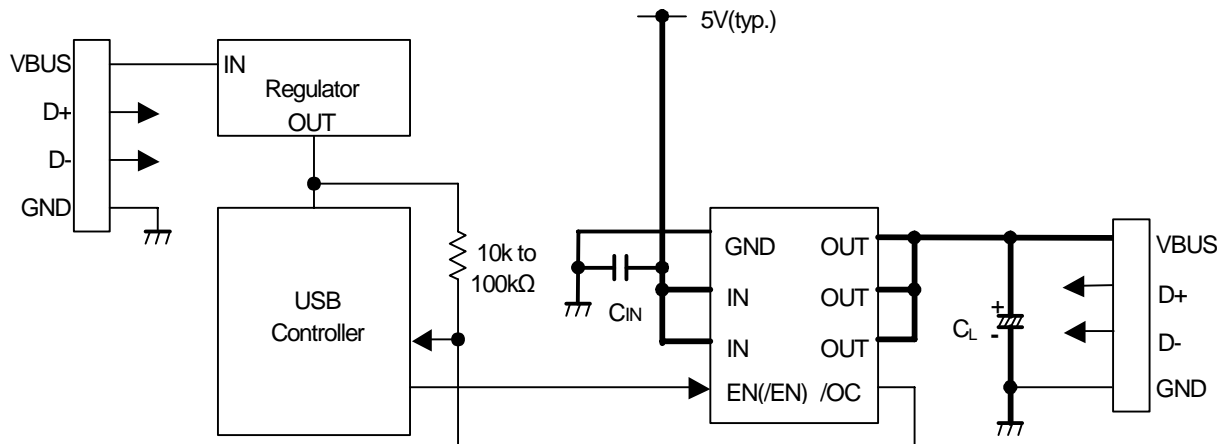 5V(typ.)
VBUS
D+
D-
GND
IN
Regulator
OUT
10k to
100kΩ
USB
Controller
CIN
GND
IN
IN
EN(/EN)
OUT
OUT
OUT
/OC
+
CL
-
VBUS
D+
D-
GND